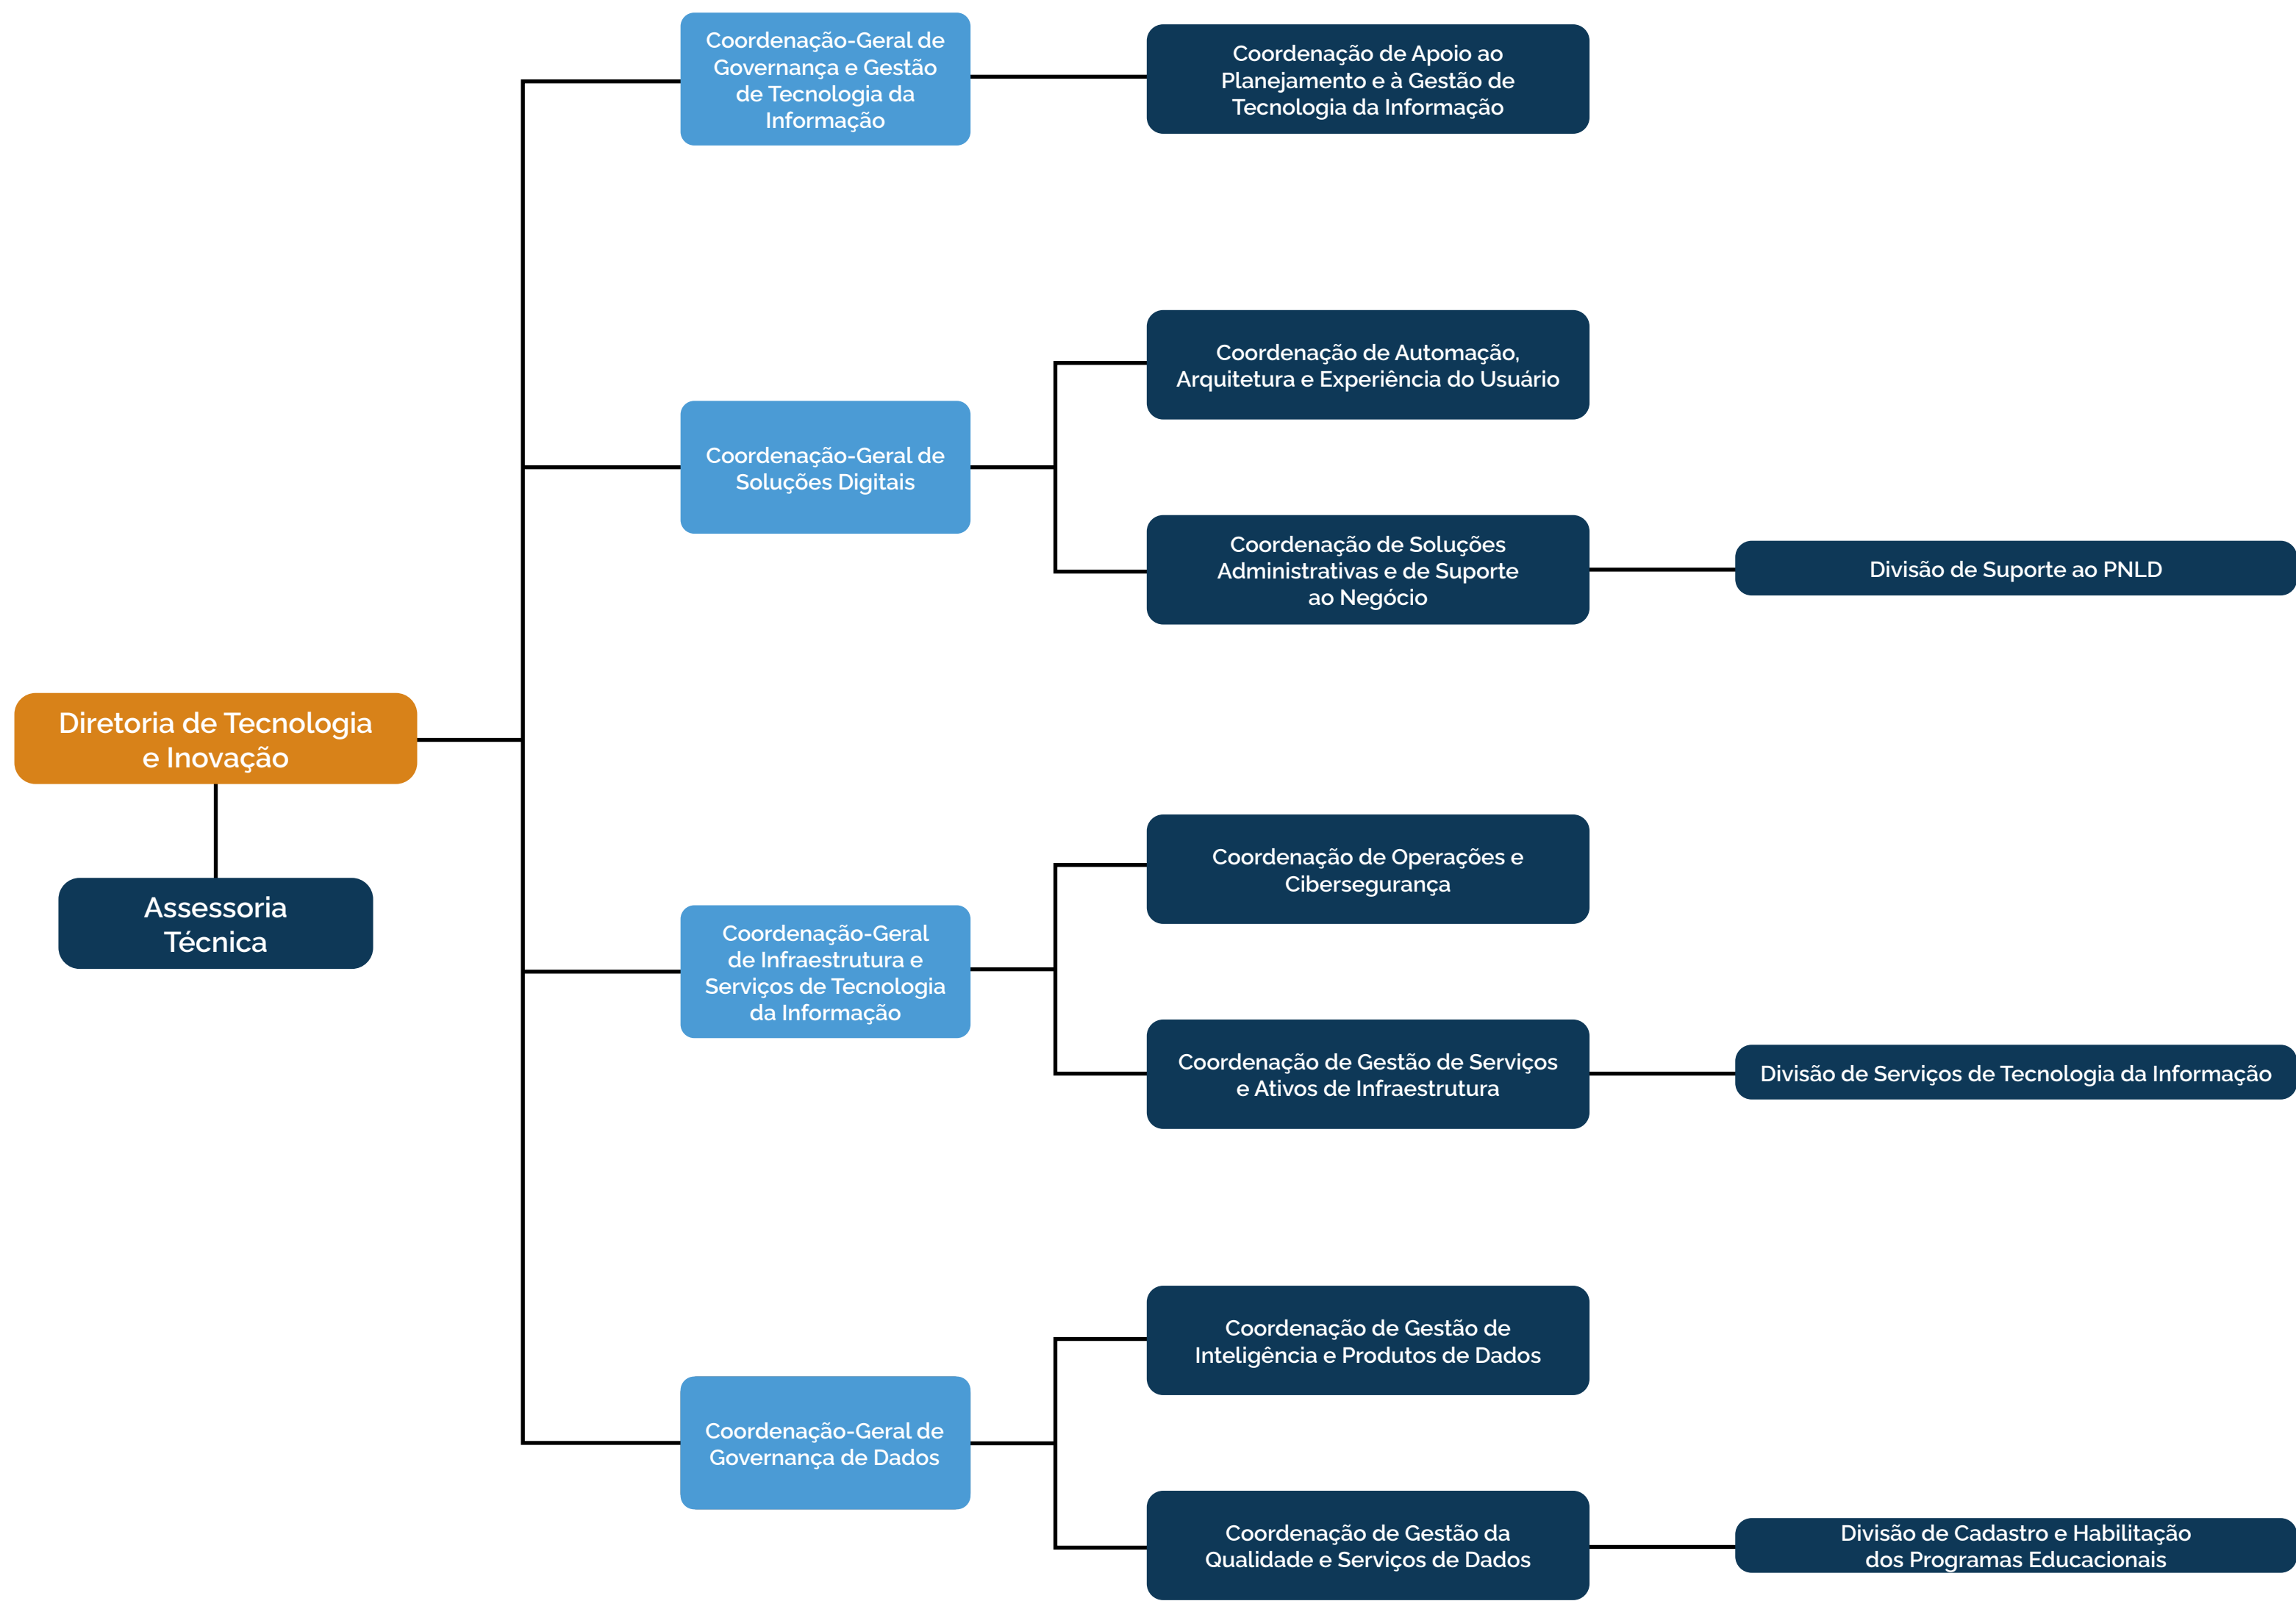 Coordenação-Geral de
Governança e Gestão
de Tecnologia da
Informação
Coordenação de Apoio ao
Planejamento e à Gestão de
Tecnologia da Informação
Coordenação de Automação,
Arquitetura e Experiência do Usuário
Coordenação-Geral de
Soluções Digitais
Coordenação de Soluções
Administrativas e de Suporte
ao Negócio
Divisão de Suporte ao PNLD
Diretoria de Tecnologia
e Inovação
Assessoria
Técnica
Coordenação de Operações e
Cibersegurança
Coordenação-Geral
de Infraestrutura e
Serviços de Tecnologia
da Informação
Coordenação de Gestão de Serviços
e Ativos de Infraestrutura
Divisão de Serviços de Tecnologia da Informação
Coordenação de Gestão de
Inteligência e Produtos de Dados
Coordenação-Geral de
Governança de Dados
Coordenação de Gestão da
Qualidade e Serviços de Dados
Divisão de Cadastro e Habilitação
dos Programas Educacionais